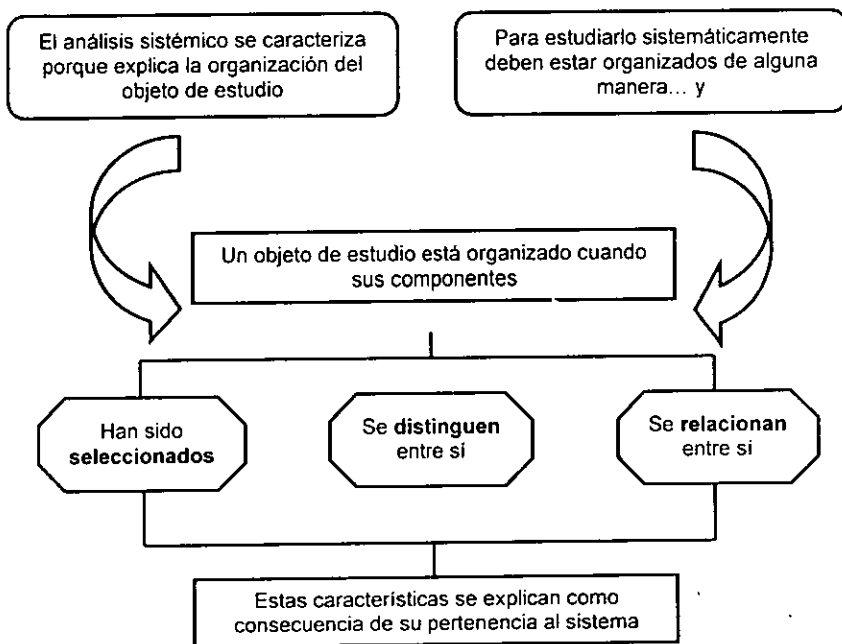 El análisis sistémico se caracteriza
porque explica la organización del
objeto de estudio
Para estudiarlo sistemáticamente
deben estar organizados de alguna
manera... y
Un objeto de estudio está organizado cuando
sus componentes
Han sido
seleccionados
Se distinguen
entre sí
Se relacionan
entre si
Estas características se explican como
consecuencia de su pertenencia al sistema